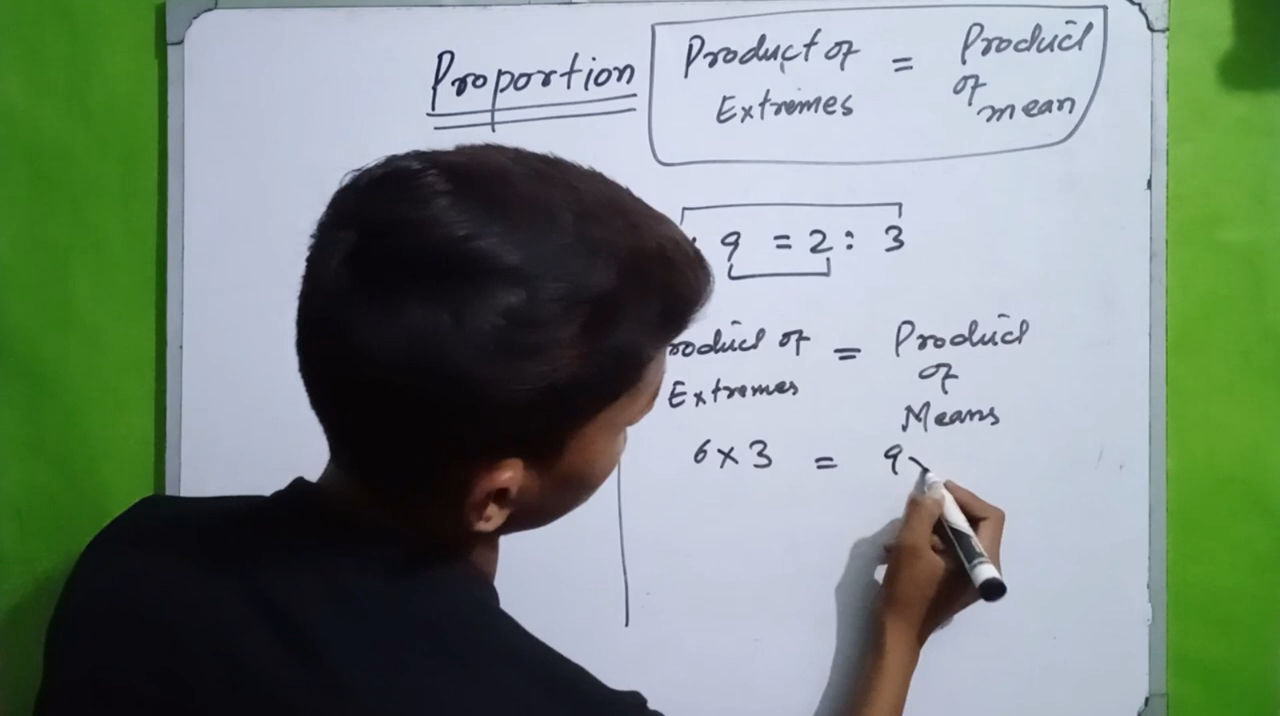 Proportion
Product of = Product
Extremes of
mean
: 9 = 2 : 3
roduct of = Product
Extremes of
Means
6 x 3 = 9 x